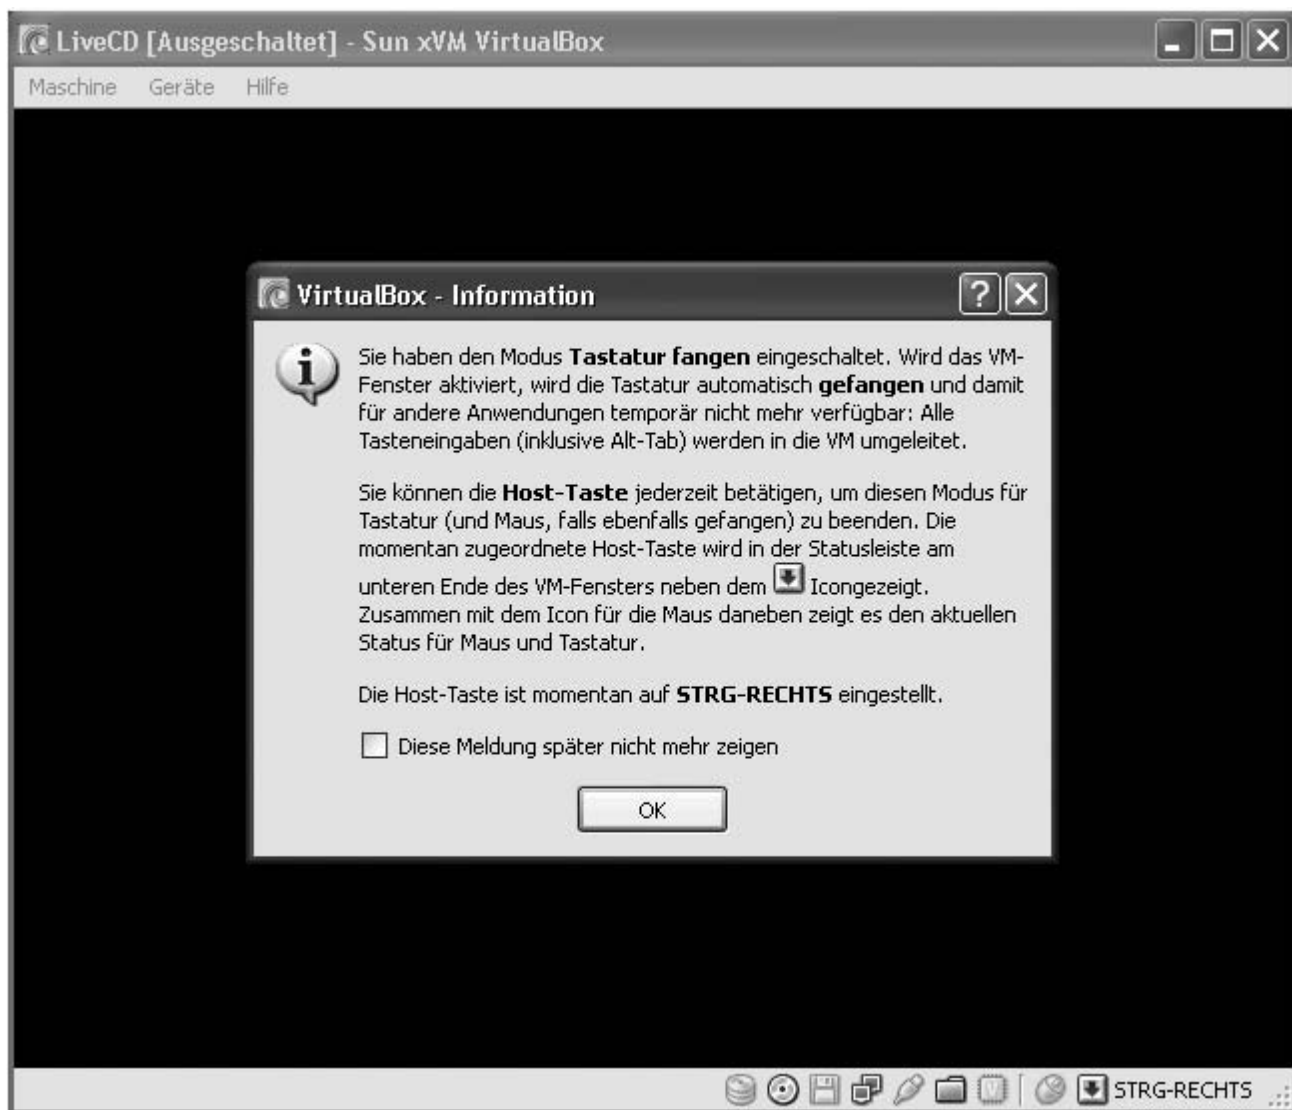 LiveCD [Ausgeschaltet] - Sun xVM VirtualBox
Maschine Geräte Hilfe
VirtualBox - Information
Sie haben den Modus Tastatur fangen eingeschaltet. Wird das VM-
Fenster aktiviert, wird die Tastatur automatisch gefangen und damit
für andere Anwendungen temporär nicht mehr verfügbar: Alle
Tasteneingaben (inklusive Alt-Tab) werden in die VM umgeleitet.
Sie können die Host-Taste jederzeit betätigen, um diesen Modus für
Tastatur (und Maus, falls ebenfalls gefangen) zu beenden. Die
momentan zugeordnete Host-Taste wird in der Statusleiste am
unteren Ende des VM-Fensters neben dem Icongezeigt.
Zusammen mit dem Icon für die Maus daneben zeigt es den aktuellen
Status für Maus und Tastatur.
Die Host-Taste ist momentan auf STRG-RECHTS eingestellt.
Diese Meldung später nicht mehr zeigen
OK
STRG-RECHTS